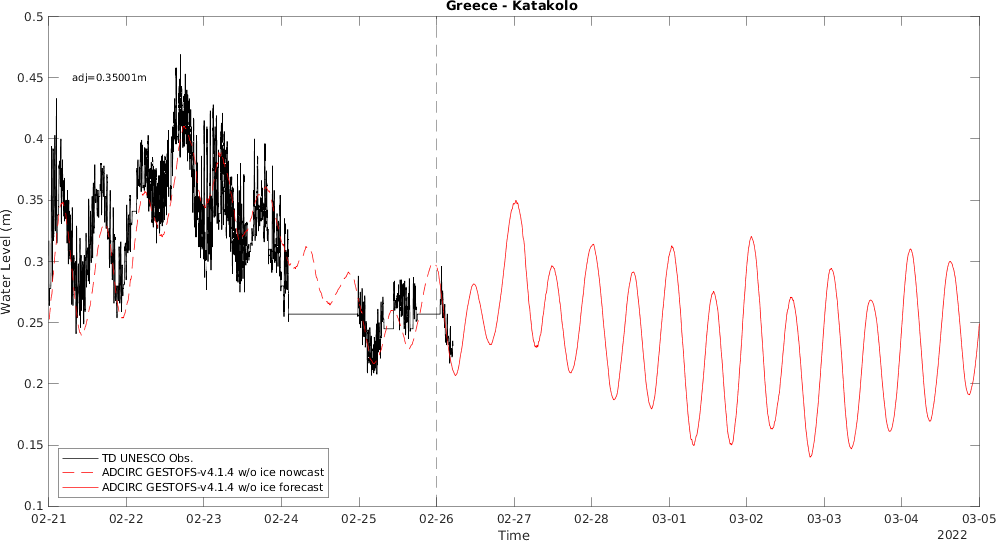 Greece - Katakolo
0.5
0.45
0.4
0.35
0.3
0.25
0.2
0.15
0.1
Water Level (m)
adj=0.35001m
TD UNESCO Obs.
ADCIRC GESTOFS-v4.1.4 w/o ice nowcast
ADCIRC GESTOFS-v4.1.4 w/o ice forecast
02-21 02-22 02-23 02-24 02-25 02-26 02-27 02-28 03-01 03-02 03-03 03-04 03-05
Time
2022